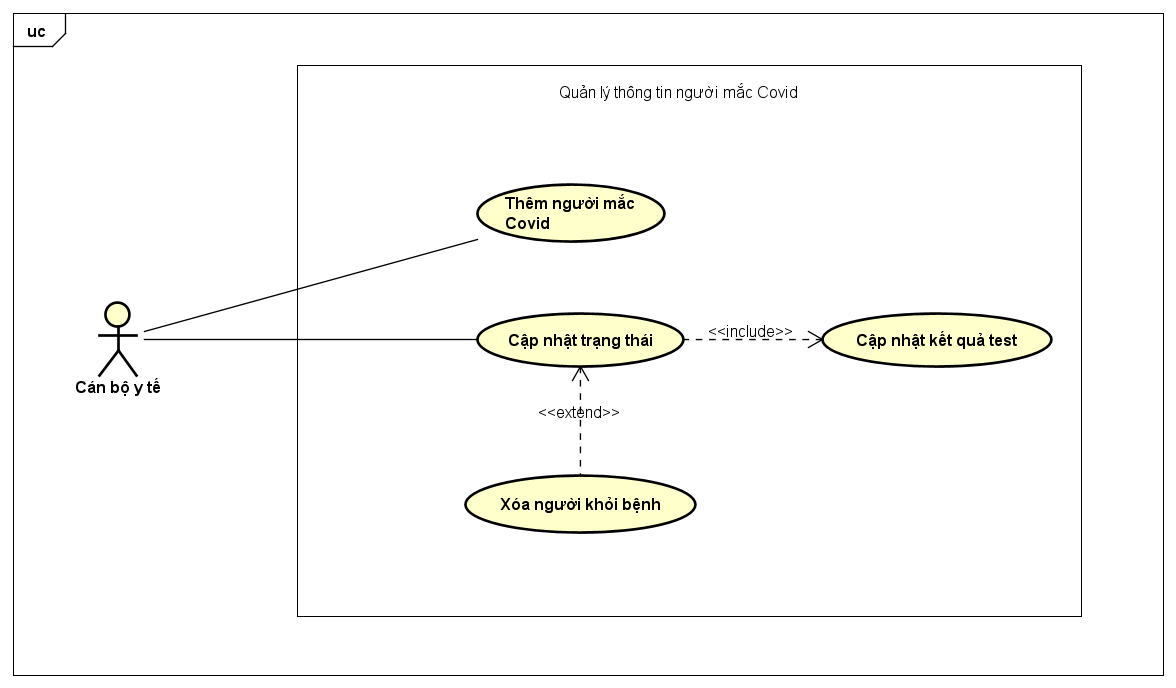 uc
Quản lý thông tin người mắc Covid
Thêm người mắc
Covid
Cập nhật trạng thái
<<include>>
Cập nhật kết quả test
Cán bộ y tế
<<extend>>
Xóa người khỏi bệnh